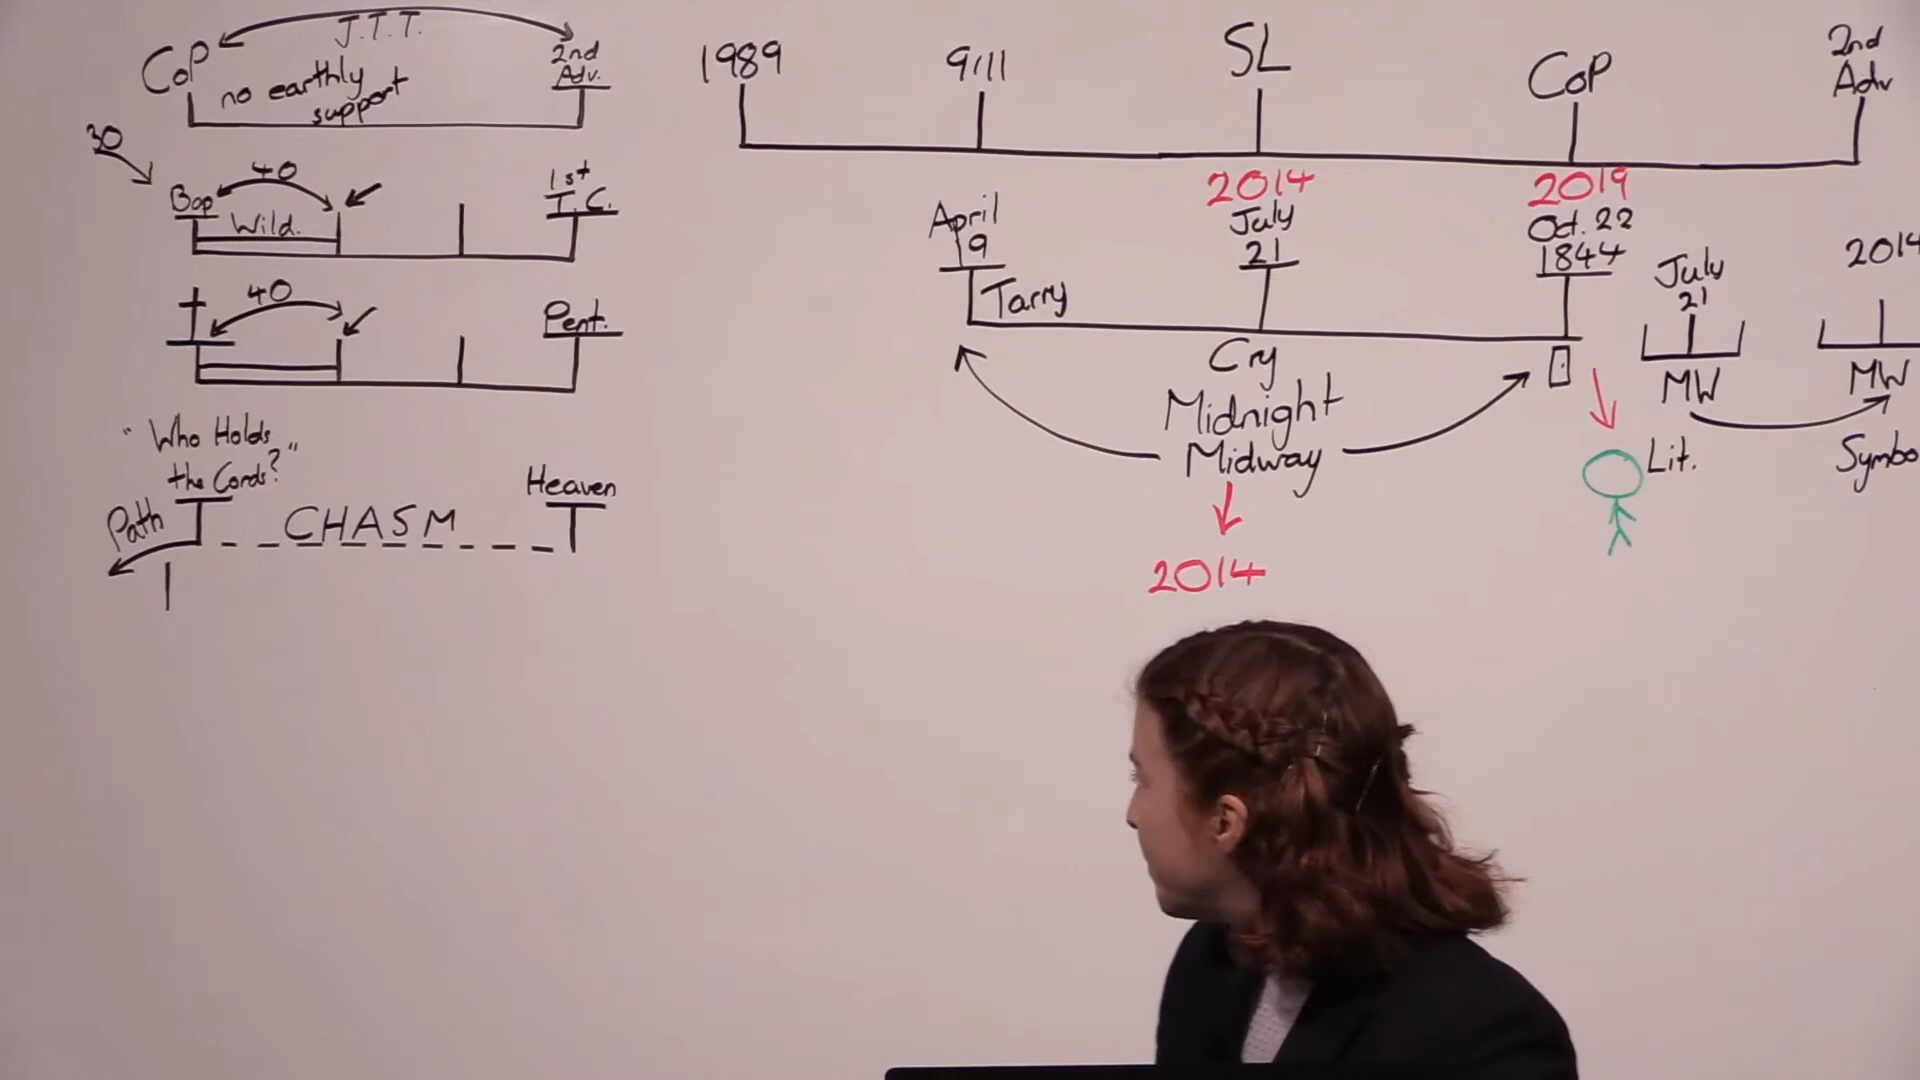 J.T.T.
CoP
2nd
Adv.
no earthly
support
30
40
Bap
Wild.
1st
T.C.
40
Pent.
"Who Holds
the Cords?"
Path
CHASM
Heaven
1989
9/11
SL
CoP
2nd
Adv
2014
2019
April
9
July
21
Oct. 22
1844
Tarry
Cry
Midnight
Midway
2014
July
21
MW
Lit.
2014
MW
Symbo